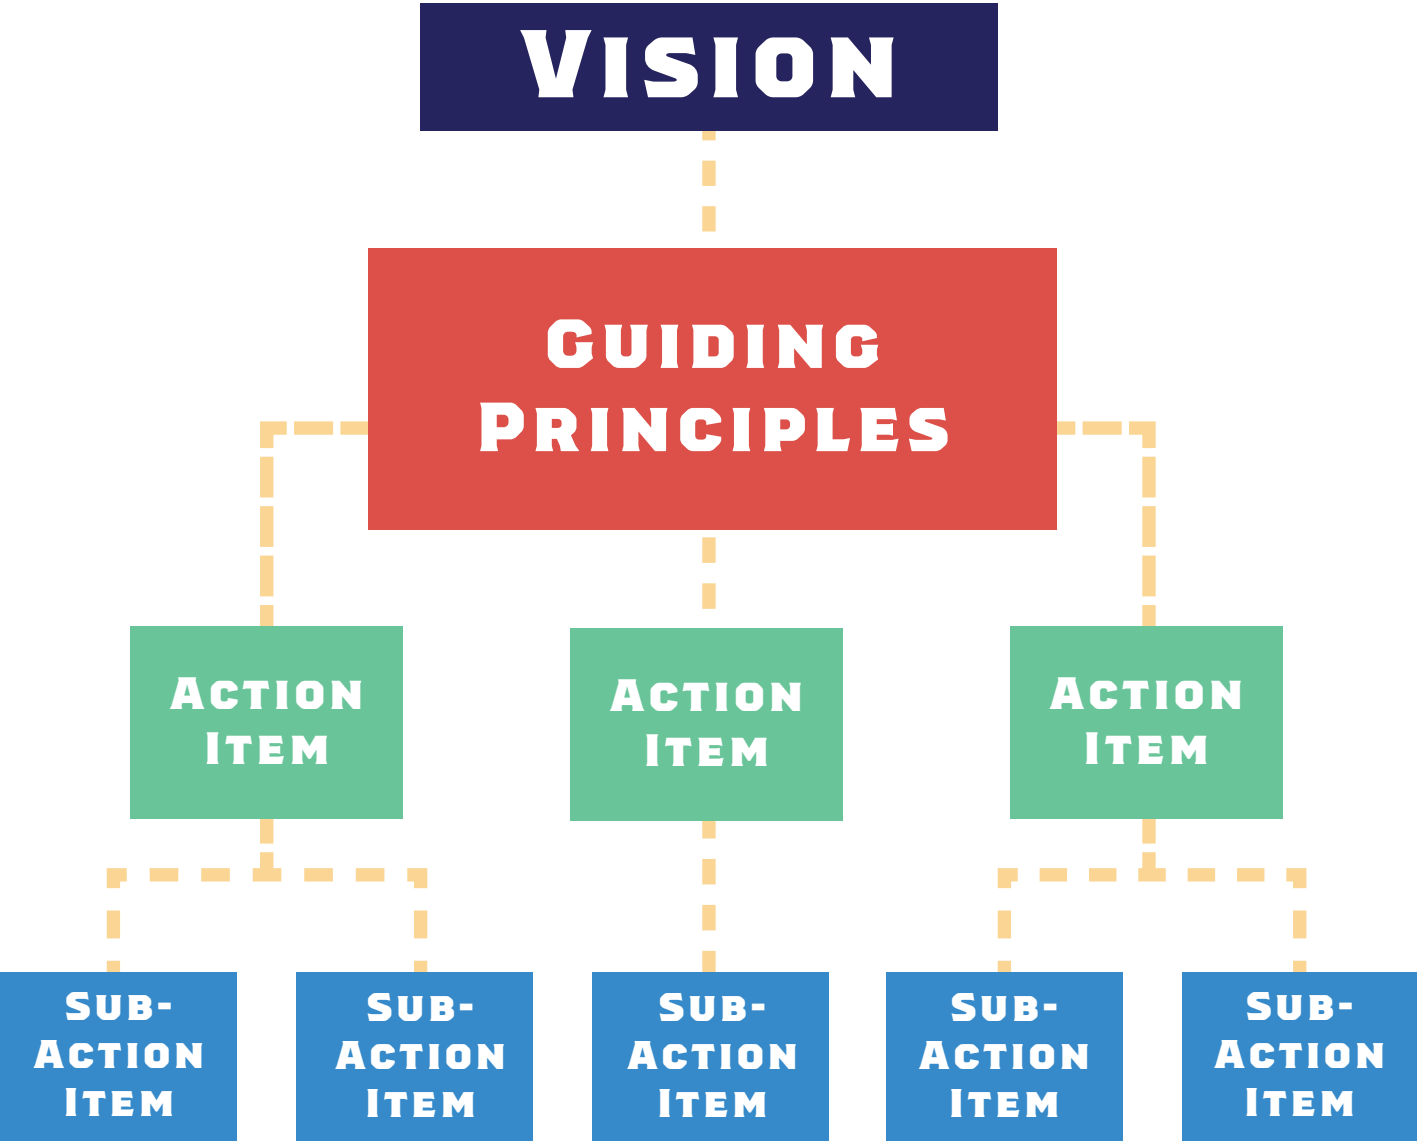 Vision
Guiding
Principles
Action
Item
Action
Item
Action
Item
Sub-
Action
Item
Sub-
Action
Item
Sub-
Action
Item
Sub-
Action
Item
Sub-
Action
Item